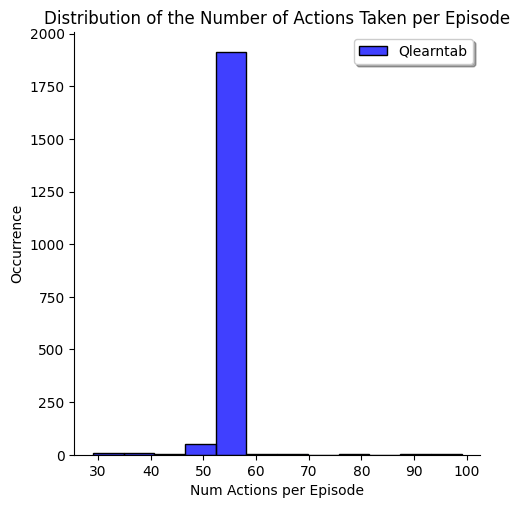 Distribution of the Number of Actions Taken per Episode
Qlearntab
Occurrence
2000
1750
1500
1250
1000
750
500
250
0
30 40 50 60 70 80 90 100
Num Actions per Episode